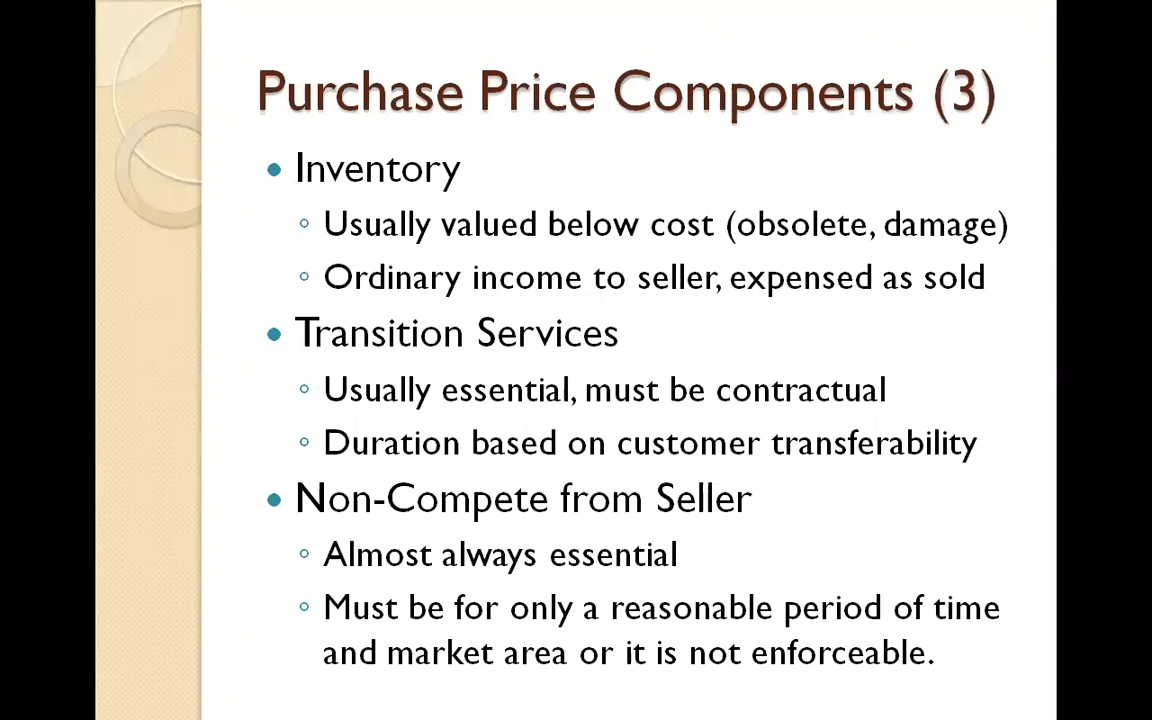 Purchase Price Components (3)
• Inventory
◦ Usually valued below cost (obsolete, damage)
◦ Ordinary income to seller, expensed as sold
• Transition Services
◦ Usually essential, must be contractual
◦ Duration based on customer transferability
• Non-Compete from Seller
◦ Almost always essential
◦ Must be for only a reasonable period of time
and market area or it is not enforceable.